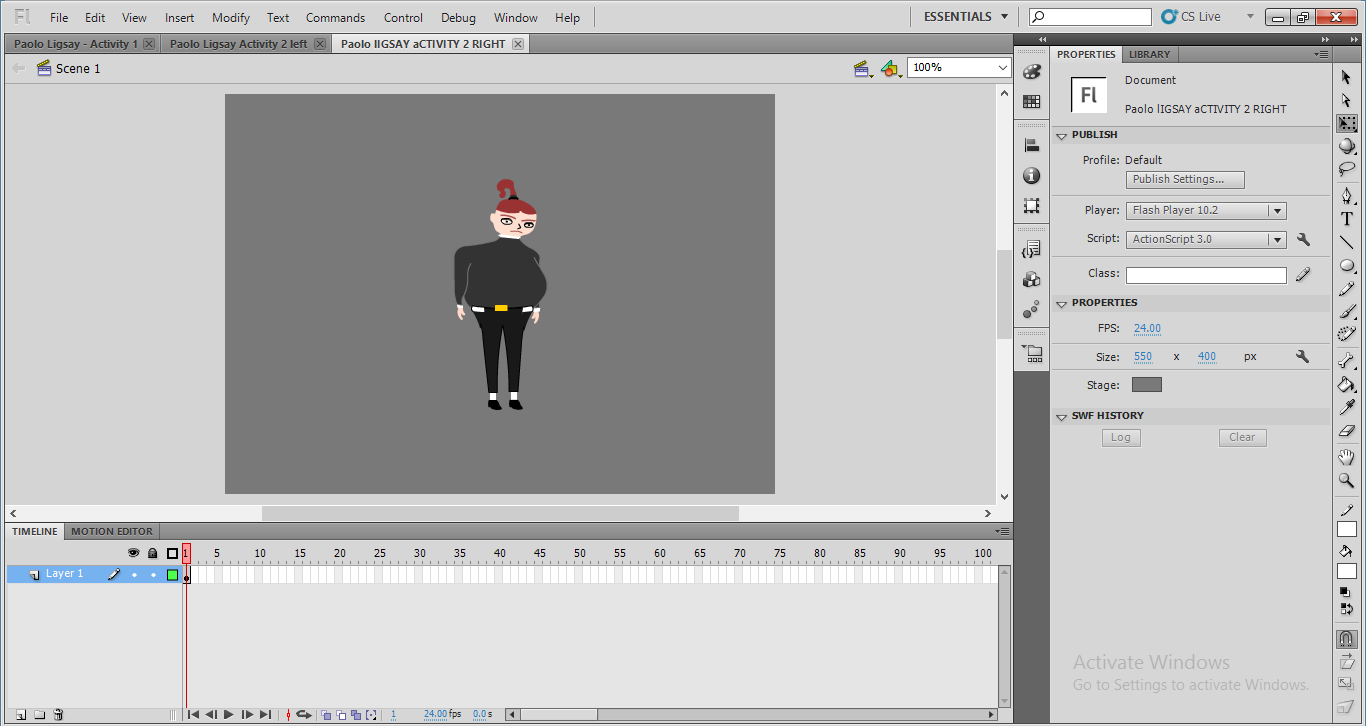 Fl File Edit View Insert Modify Text Commands Control Debug Window Help ESSENTIALS CS Live
Paolo Ligsay - Activity 1 Paolo Ligsay Activity 2 left Paolo lIGSAY aCTIVITY 2 RIGHT
Scene 1 100%
PROPERTIES LIBRARY
Fl
Document
Paolo lIGSAY aCTIVITY 2 RIGHT
PUBLISH
Profile: Default
Publish Settings...
Player: Flash Player 10.2
Script: ActionScript 3.0
Class:
PROPERTIES
FPS: 24.00
Size: 550 x 400 px
Stage:
SWF HISTORY
Log Clear
T
TIMELINE MOTION EDITOR
1 5 10 15 20 25 30 35 40 45 50 55 60 65 70 75 80 85 90 95 100
Layer 1
1 24.00 fps 0.0 s
Activate Windows
Go to Settings to activate Windows.